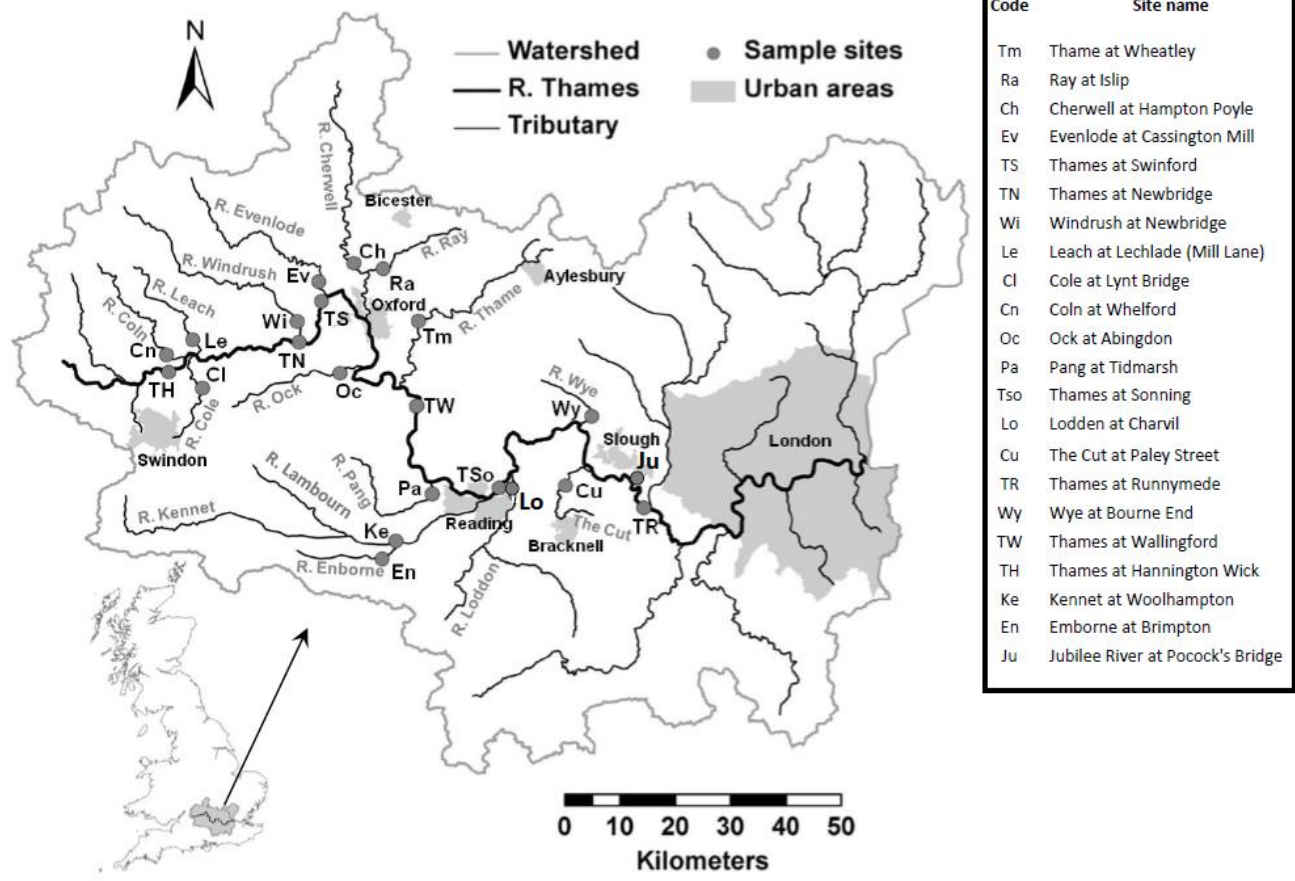 N
Watershed
R. Thames
Tributary
Sample sites
Urban areas
R. Cherwell
Bicester
R. Evenlode
Ch
R. Ray
Ra
R. Windrush
Ev
Oxford
Aylesbury
R. Leach
TS
R. Thame
R. Coln
Wi
Tm
Le
Cn
TN
TH
Cl
Oc
R. Ock
R. Wye
TW
Wy
R. Cole
Slough
London
Swindon
Ju
R. Lambourn
R. Pang
TSo
Pa
Cu
Lo
R. Kennet
Reading
The Cut
TR
Ke
Bracknell
R. Enborne
En
R. Loddon
0 10 20 30 40 50
Kilometers
Code Site name
Tm Thame at Wheatley
Ra Ray at Islip
Ch Cherwell at Hampton Poyle
Ev Evenlode at Cassington Mill
TS Thames at Swinford
TN Thames at Newbridge
Wi Windrush at Newbridge
Le Leach at Lechlade (Mill Lane)
Cl Cole at Lynt Bridge
Cn Coln at Whelford
Oc Ock at Abingdon
Pa Pang at Tidmarsh
Tso Thames at Sonning
Lo Lodden at Charvil
Cu The Cut at Paley Street
TR Thames at Runnymede
Wy Wye at Bourne End
TW Thames at Wallingford
TH Thames at Hannington Wick
Ke Kennet at Woolhampton
En Emborne at Brimpton
Ju Jubilee River at Pocock's Bridge